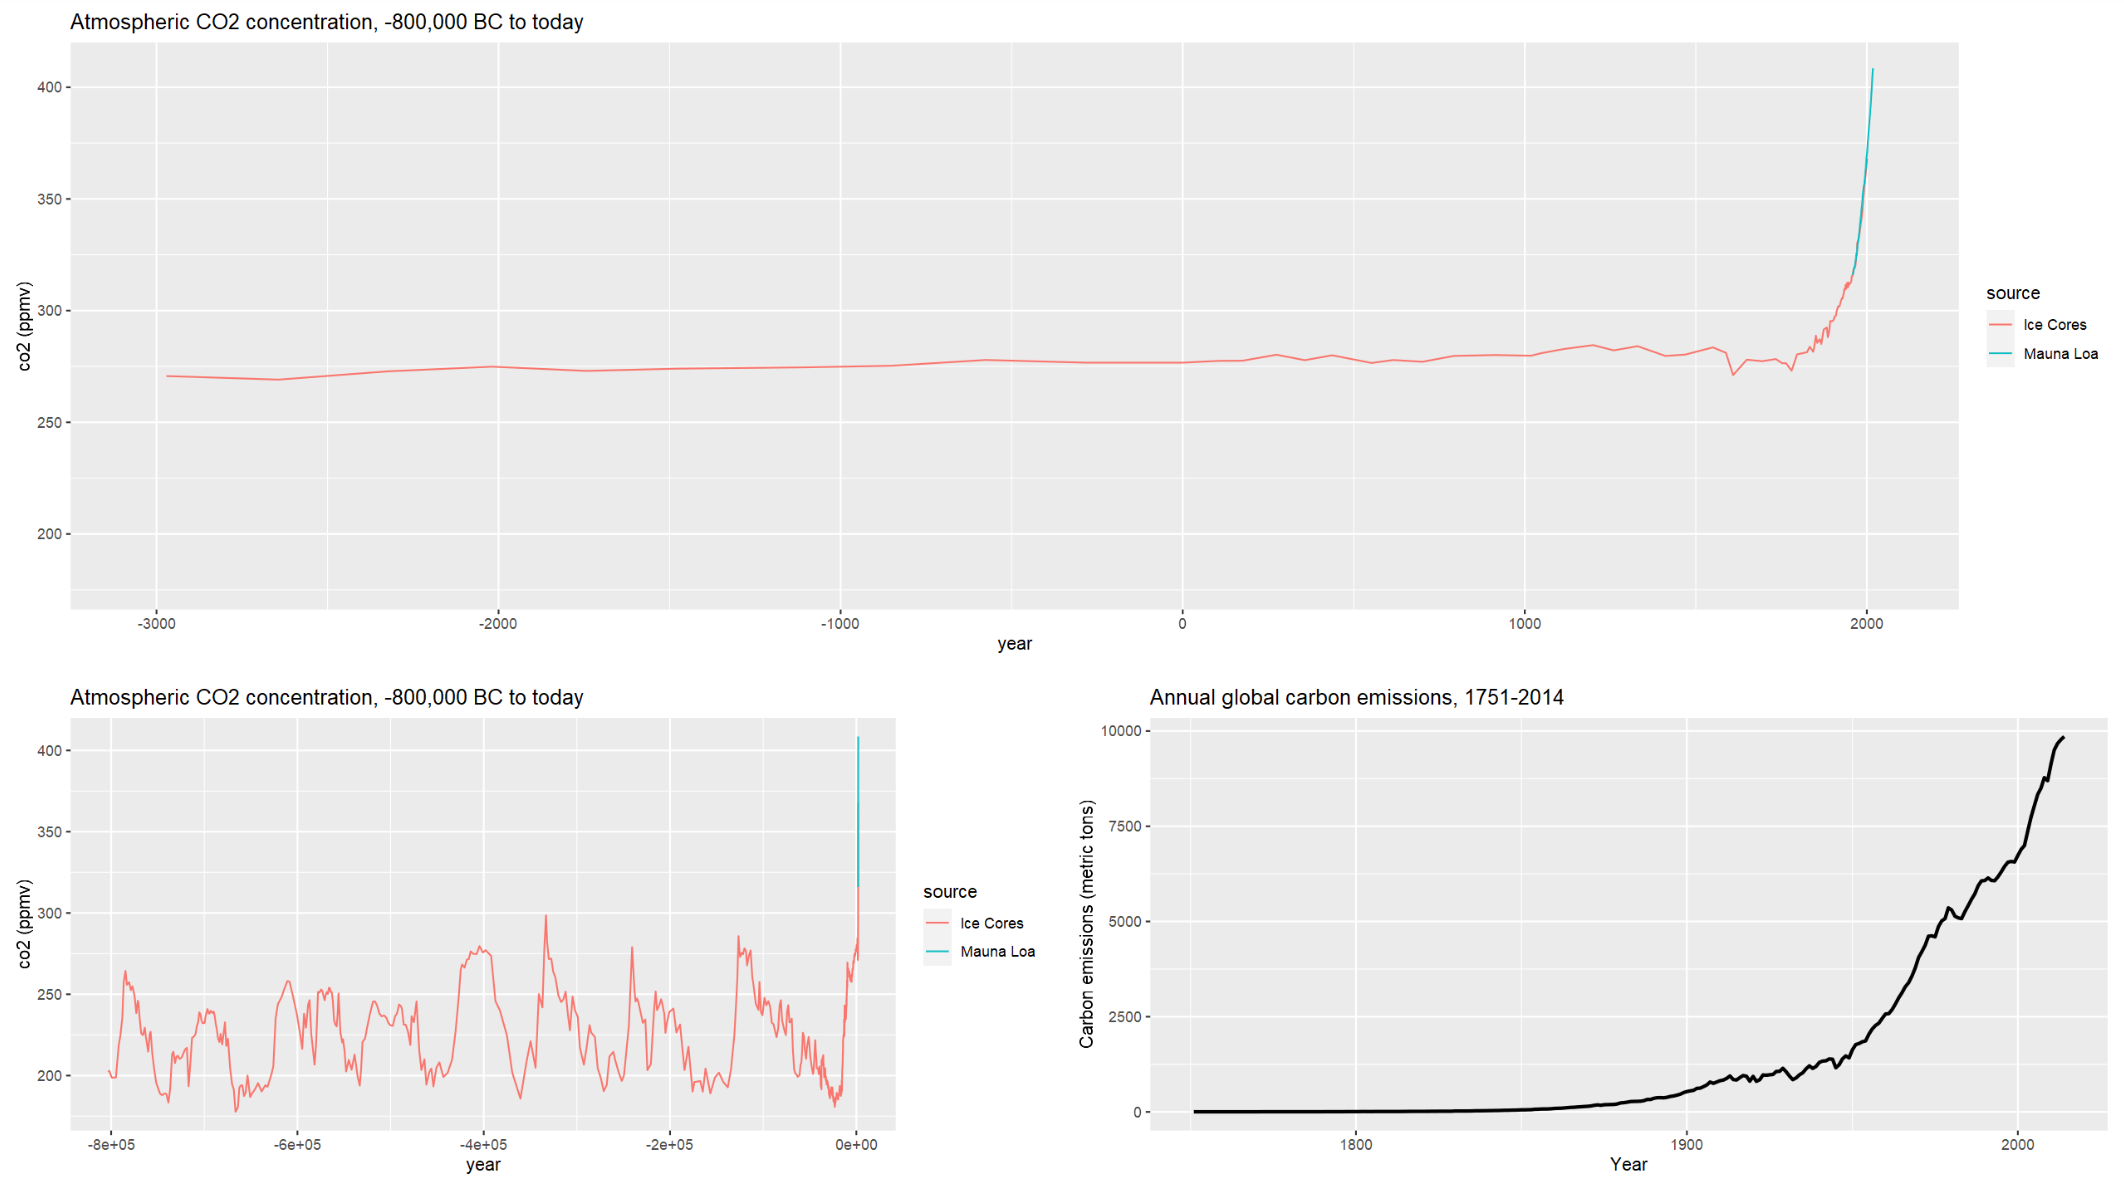 Atmospheric CO2 concentration, -800,000 BC to today
400
350
300
250
200
co2 (ppmv)
-3000 -2000 -1000 0 1000 2000
year
source
Ice Cores
Mauna Loa
Atmospheric CO2 concentration, -800,000 BC to today
400
350
300
250
200
co2 (ppmv)
-8e+05 -6e+05 -4e+05 -2e+05 0e+00
year
source
Ice Cores
Mauna Loa
Annual global carbon emissions, 1751-2014
10000
7500
5000
2500
0
Carbon emissions (metric tons)
1800 1900 2000
Year